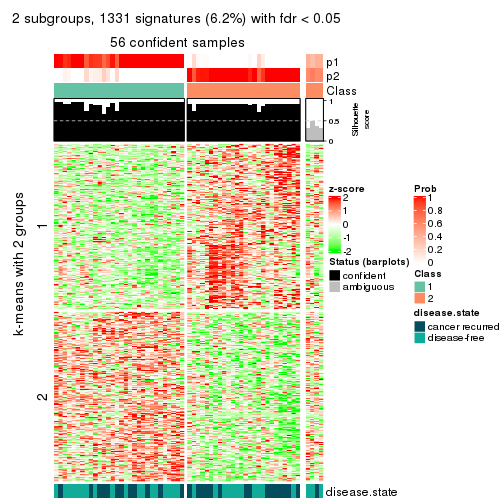 2 subgroups, 1331 signatures (6.2%) with fdr < 0.05
56 confident samples
p1
p2
Class
1
0.5
0
Silhouette
score
k-means with 2 groups
1
2
disease.state
z-score
2
1
0
-1
-2
Status (barplots)
confident
ambiguous
Prob
1
0.8
0.6
0.4
0.2
0
Class
1
2
disease.state
cancer recurred
disease-free